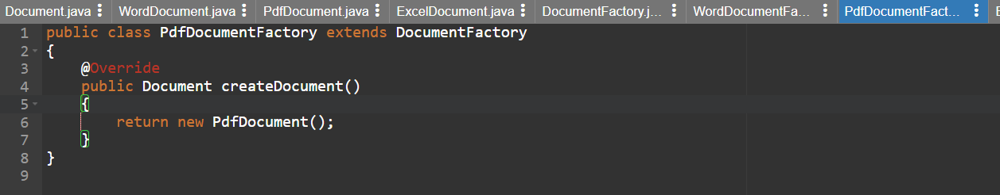 Document.java WordDocument.java PdfDocument.java ExcelDocument.java DocumentFactory.j... WordDocumentFa... PdfDocumentFact...
1 public class PdfDocumentFactory extends DocumentFactory
2 {
3 @Override
4 public Document createDocument()
5 {
6 return new PdfDocument();
7 }
8 }
9